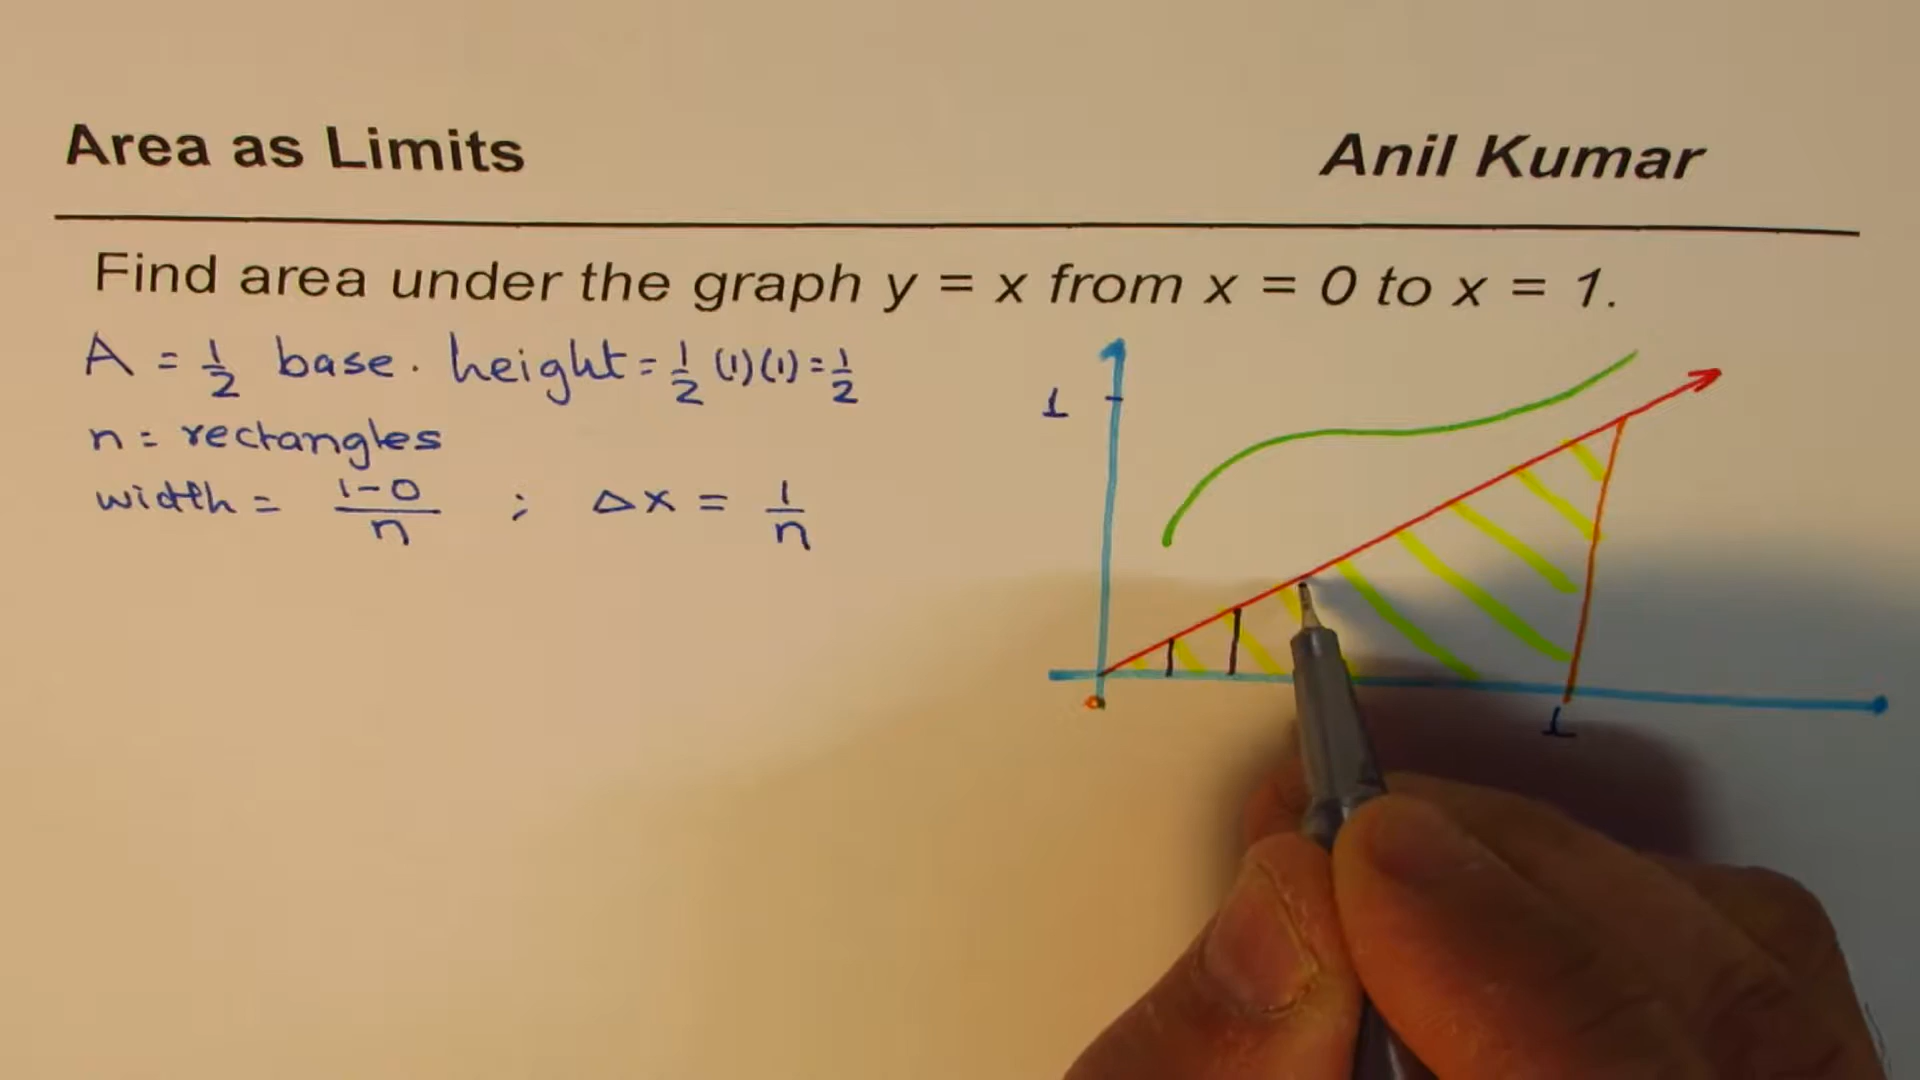 Area as Limits
Anil Kumar
Find area under the graph y = x from x = 0 to x = 1.
A = 1/2 base . height = 1/2 (1)(1) = 1/2
n = rectangles
width = 1-0/n ; Δx = 1/n
1
1